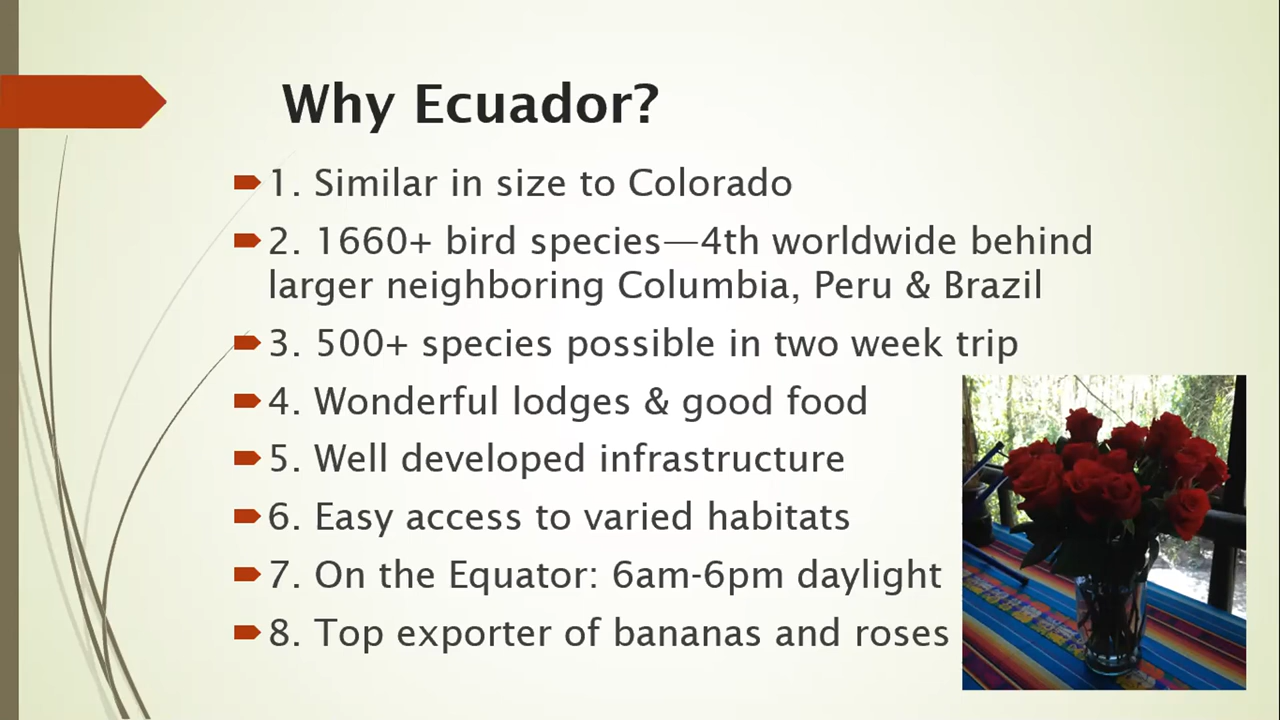 Why Ecuador?
1. Similar in size to Colorado
2. 1660+ bird species—4th worldwide behind
larger neighboring Columbia, Peru & Brazil
3. 500+ species possible in two week trip
4. Wonderful lodges & good food
5. Well developed infrastructure
6. Easy access to varied habitats
7. On the Equator: 6am-6pm daylight
8. Top exporter of bananas and roses